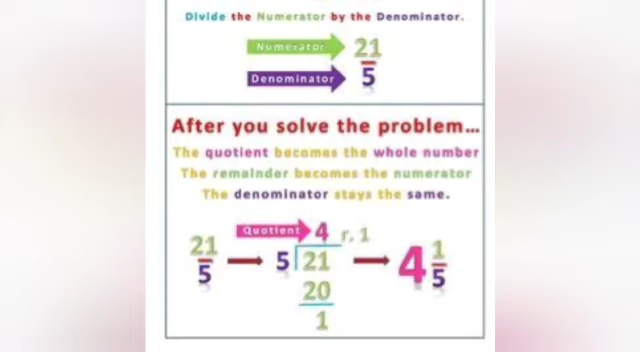 Divide the Numerator by the Denominator.
Numerator 21
Denominator 5
After you solve the problem...
The quotient becomes the whole number
The remainder becomes the numerator
The denominator stays the same.
Quotient 4 r. 1
21/5 5 21 4 1/5
20
1